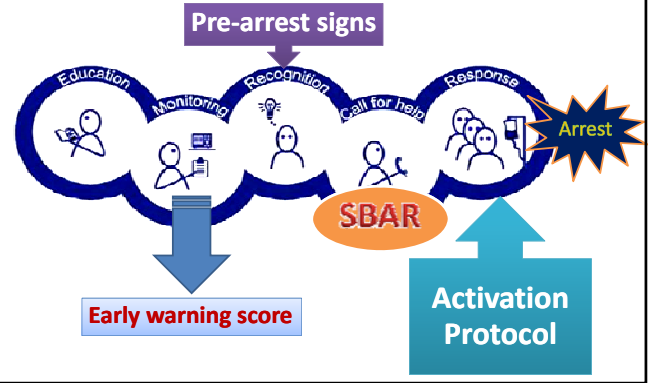 Pre-arrest signs
Education
Monitoring
Recognition
Call for help
Response
Arrest
SBAR
Early warning score
Activation
Protocol